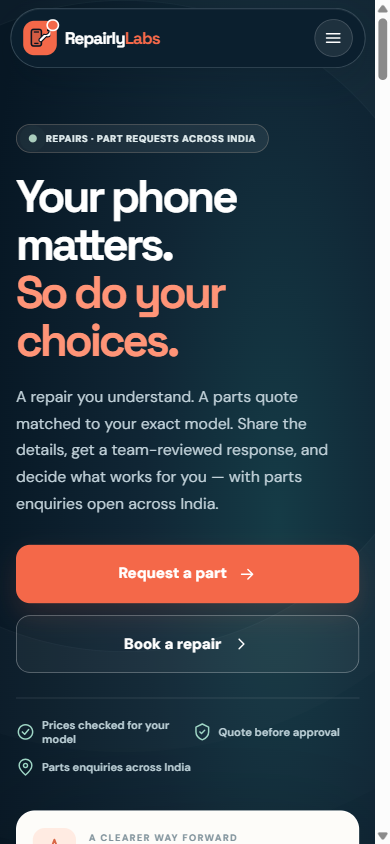 RepairlyLabs
REPAIRS · PART REQUESTS ACROSS INDIA
Your phone
matters.
So do your
choices.
A repair you understand. A parts quote
matched to your exact model. Share the
details, get a team-reviewed response, and
decide what works for you — with parts
enquiries open across India.
Request a part →
Book a repair
Prices checked for your
model
Quote before approval
Parts enquiries across India
A CLEARER WAY FORWARD